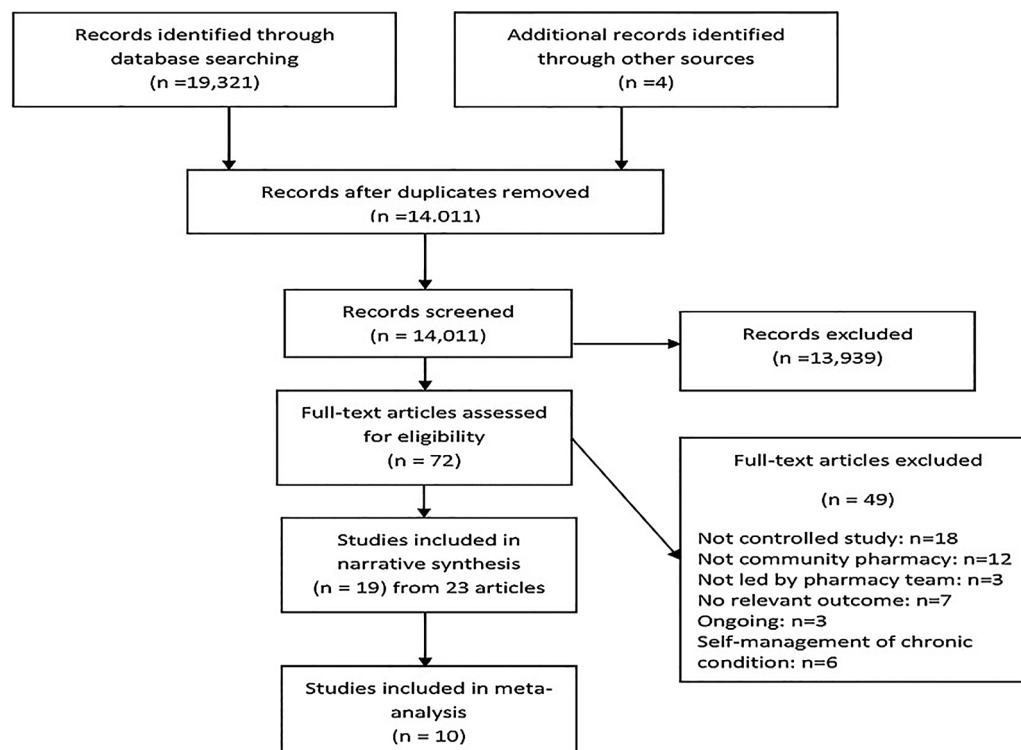 Records identified through
database searching
(n =19,321)
Additional records identified
through other sources
(n =4)
Records after duplicates removed
(n =14.011)
Records screened
(n = 14,011)
Records excluded
(n =13,939)
Full-text articles assessed
for eligibility
(n = 72)
Full-text articles excluded
(n = 49)
Not controlled study: n=18
Not community pharmacy: n=12
Not led by pharmacy team: n=3
No relevant outcome: n=7
Ongoing: n=3
Self-management of chronic
condition: n=6
Studies included in
narrative synthesis
(n = 19) from 23 articles
Studies included in meta-
analysis
(n = 10)